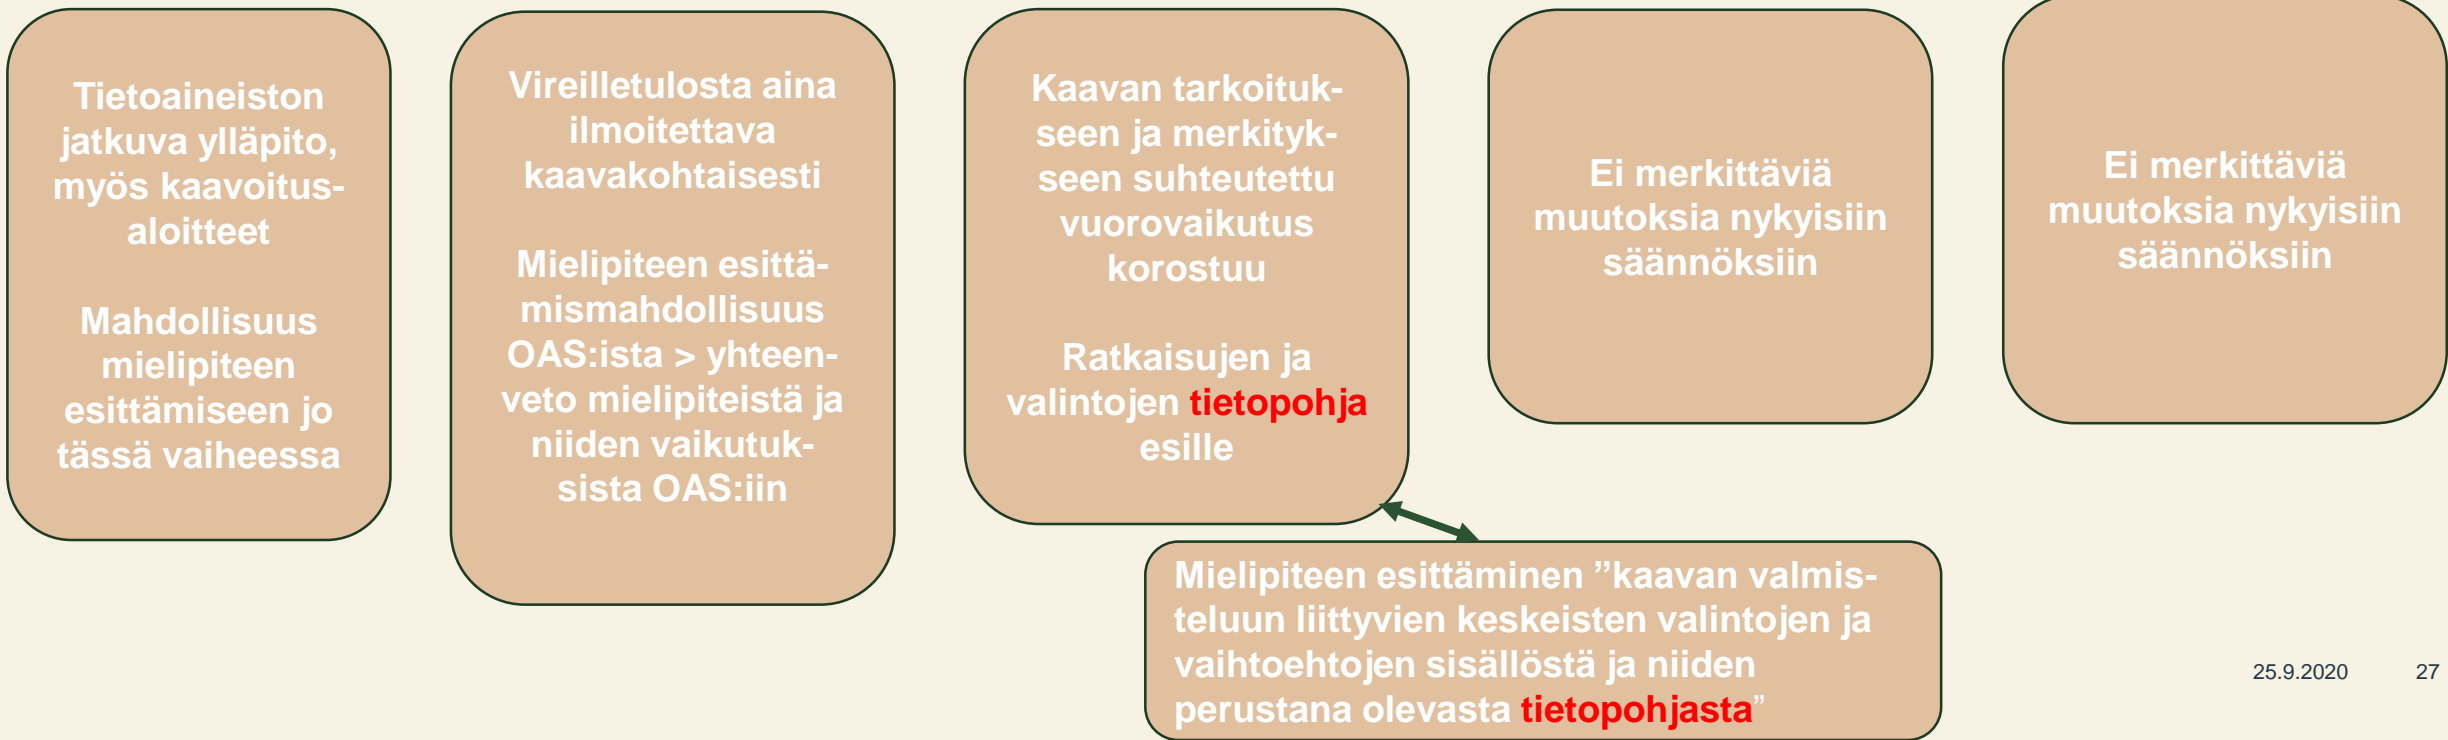 Tietoaineiston
jatkuva ylläpito,
myös kaavoitus-
aloitteet
Mahdollisuus
mielipiteen
esittämiseen jo
tässä vaiheessa
Vireilletulosta aina
ilmoitettava
kaavakohtaisesti
Mielipiteen esittä-
mismahdollisuus
OAS:ista > yhteen-
veto mielipiteistä ja
niiden vaikutuk-
sista OAS:iin
Kaavan tarkoituk-
seen ja merkityk-
seen suhteutettu
vuorovaikutus
korostuu
Ratkaisujen ja
valintojen tietopohja
esille
Ei merkittäviä
muutoksia nykyisiin
säännöksiin
Ei merkittäviä
muutoksia nykyisiin
säännöksiin
Mielipiteen esittäminen ”kaavan valmis-
teluun liittyvien keskeisten valintojen ja
vaihtoehtojen sisällöstä ja niiden
perustana olevasta tietopohjasta”
25.9.2020 27